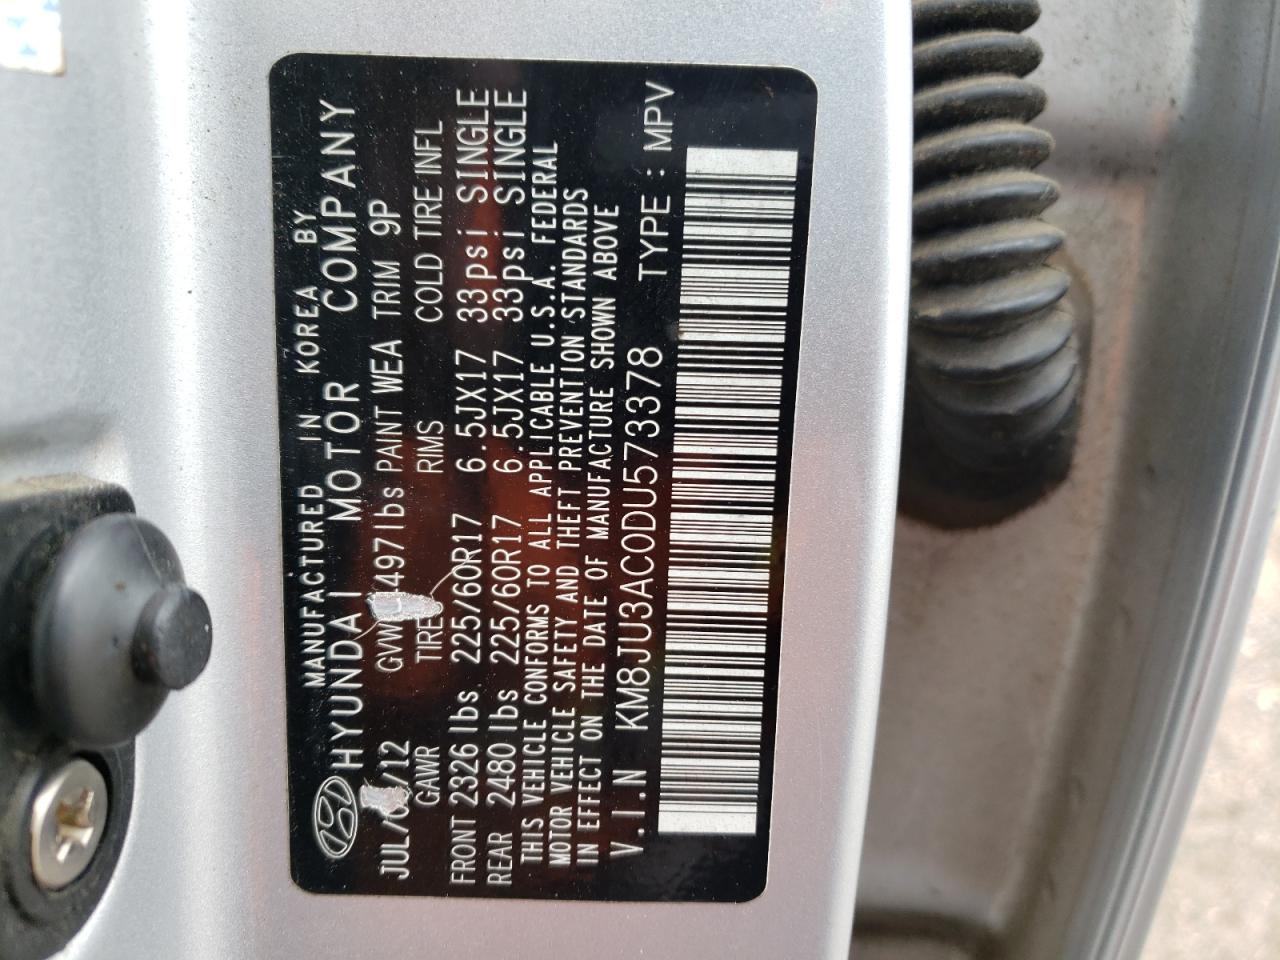 MANUFACTURED IN KOREA BY
HYUNDAI MOTOR COMPANY
JUL/ /12 4497lbs PAINT WEA TRIM 9P
GAWR TIRE RIMS COLD TIRE INFL
FRONT 2326 lbs. 225/60R17 6.5JX17 33psi SINGLE
REAR 2480 lbs 225/60R17 6.5JX17 33psi SINGLE
THIS VEHICLE CONFORMS TO ALL APPLICABLE U.S.A. FEDERAL
MOTOR VEHICLE SAFETY AND THEFT PREVENTION STANDARDS
IN EFFECT ON THE DATE OF MANUFACTURE SHOWN ABOVE
V.I.N KM8JU3AC0DU573378 TYPE : MPV